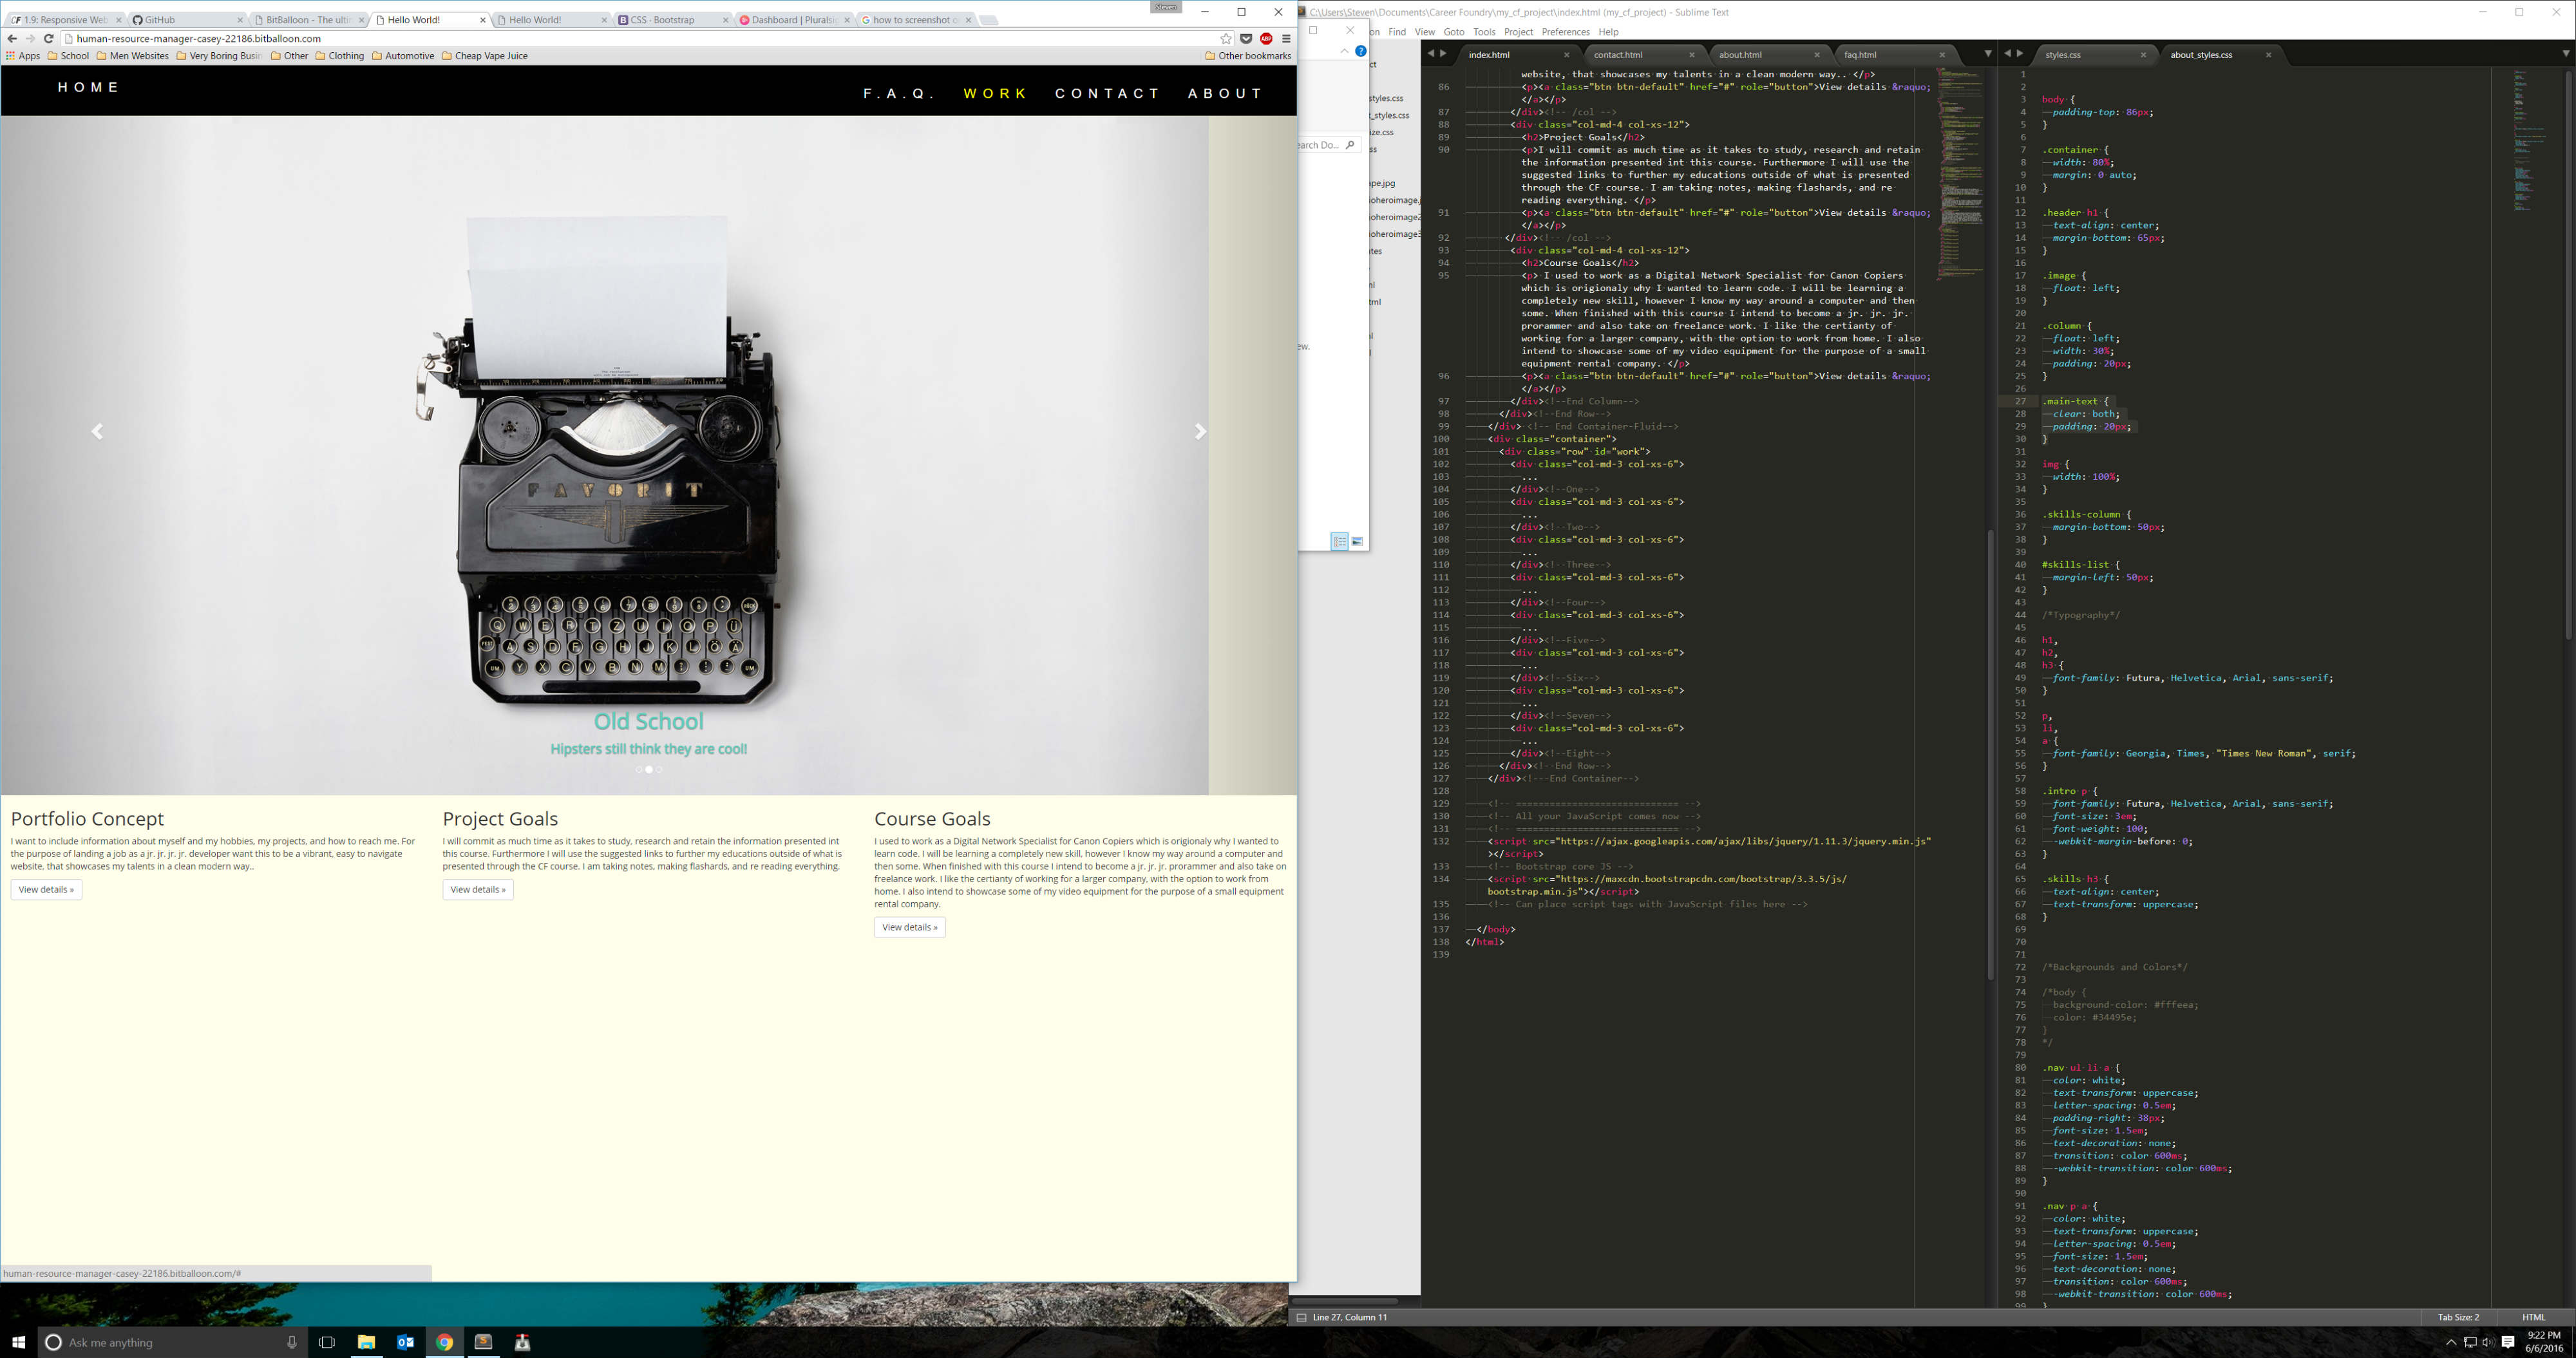 Steven
1.9: Responsive Web
GitHub
BitBalloon - The ultim
Hello World!
Hello World!
CSS · Bootstrap
Dashboard | Pluralsig
how to screenshot o
human-resource-manager-casey-22186.bitballoon.com
Apps School Men Websites Very Boring Busin Other Clothing Automotive Cheap Vape Juice Other bookmarks
HOME F.A.Q. WORK CONTACT ABOUT
FAVORIT
Old School
Hipsters still think they are cool!
Portfolio Concept
I want to include information about myself and my hobbies, my projects, and how to reach me. For
the purpose of landing a job as a jr. jr. jr. jr. developer want this to be a vibrant, easy to navigate
website, that showcases my talents in a clean modern way..
View details »
Project Goals
I will commit as much time as it takes to study, research and retain the information presented int
this course. Furthermore I will use the suggested links to further my educations outside of what is
presented through the CF course. I am taking notes, making flashards, and re reading everything.
View details »
Course Goals
I used to work as a Digital Network Specialist for Canon Copiers which is origionaly why I wanted to
learn code. I will be learning a completely new skill, however I know my way around a computer and
then some. When finished with this course I intend to become a jr. jr. jr. prorammer and also take on
freelance work. I like the certianty of working for a larger company, with the option to work from
home. I also intend to showcase some of my video equipment for the purpose of a small equipment
rental company.
View details »
human-resource-manager-casey-22186.bitballoon.com/#
C:\Users\Steven\Documents\Career Foundry\my_cf_project\index.html (my_cf_project) - Sublime Text
Find View Goto Tools Project Preferences Help
index.html contact.html about.html faq.html
website, that showcases my talents in a clean modern way.. </p>
86 <p><a class="btn btn-default" href="#" role="button">View details &raquo;
</a></p>
87 </div><!-- /col -->
88 <div class="col-md-4 col-xs-12">
89 <h2>Project Goals</h2>
90 <p>I will commit as much time as it takes to study, research and retain
the information presented int this course. Furthermore I will use the
suggested links to further my educations outside of what is presented
through the CF course. I am taking notes, making flashards, and re
reading everything. </p>
91 <p><a class="btn btn-default" href="#" role="button">View details &raquo;
</a></p>
92 </div><!-- /col -->
93 <div class="col-md-4 col-xs-12">
94 <h2>Course Goals</h2>
95 <p> I used to work as a Digital Network Specialist for Canon Copiers
which is origionaly why I wanted to learn code. I will be learning a
completely new skill, however I know my way around a computer and then
some. When finished with this course I intend to become a jr. jr. jr.
prorammer and also take on freelance work. I like the certianty of
working for a larger company, with the option to work from home. I also
intend to showcase some of my video equipment for the purpose of a small
equipment rental company. </p>
96 <p><a class="btn btn-default" href="#" role="button">View details &raquo;
</a></p>
97 </div><!--End Column-->
98 </div><!--End Row-->
99 </div> <!-- End Container-Fluid-->
100 <div class="container">
101 <div class="row" id="work">
102 <div class="col-md-3 col-xs-6">
103 ...
104 </div><!--One-->
105 <div class="col-md-3 col-xs-6">
106 ...
107 </div><!--Two-->
108 <div class="col-md-3 col-xs-6">
109 ...
110 </div><!--Three-->
111 <div class="col-md-3 col-xs-6">
112 ...
113 </div><!--Four-->
114 <div class="col-md-3 col-xs-6">
115 ...
116 </div><!--Five-->
117 <div class="col-md-3 col-xs-6">
118 ...
119 </div><!--Six-->
120 <div class="col-md-3 col-xs-6">
121 ...
122 </div><!--Seven-->
123 <div class="col-md-3 col-xs-6">
124 ...
125 </div><!--Eight-->
126 </div><!--End Row-->
127 </div><!---End Container-->
128
129 <!-- ============================= -->
130 <!-- All your JavaScript comes now -->
131 <!-- ============================= -->
132 <script src="https://ajax.googleapis.com/ajax/libs/jquery/1.11.3/jquery.min.js"
></script>
133 <!-- Bootstrap core JS -->
134 <script src="https://maxcdn.bootstrapcdn.com/bootstrap/3.3.5/js/
bootstrap.min.js"></script>
135 <!-- Can place script tags with JavaScript files here -->
136
137 </body>
138 </html>
139
styles.css about_styles.css
1
2
3 body {
4 padding-top: 86px;
5 }
6
7 .container {
8 width: 80%;
9 margin: 0 auto;
10 }
11
12 .header h1 {
13 text-align: center;
14 margin-bottom: 65px;
15 }
16
17 .image {
18 float: left;
19 }
20
21 .column {
22 float: left;
23 width: 30%;
24 padding: 20px;
25 }
26
27 .main-text {
28 clear: both;
29 padding: 20px;
30 }
31
32 img {
33 width: 100%;
34 }
35
36 .skills-column {
37 margin-bottom: 50px;
38 }
39
40 #skills-list {
41 margin-left: 50px;
42 }
43
44 /*Typography*/
45
46 h1,
47 h2,
48 h3 {
49 font-family: Futura, Helvetica, Arial, sans-serif;
50 }
51
52 p,
53 li,
54 a {
55 font-family: Georgia, Times, "Times New Roman", serif;
56 }
57
58 .intro p {
59 font-family: Futura, Helvetica, Arial, sans-serif;
60 font-size: 3em;
61 font-weight: 100;
62 -webkit-margin-before: 0;
63 }
64
65 .skills h3 {
66 text-align: center;
67 text-transform: uppercase;
68 }
69
70
71
72 /*Backgrounds and Colors*/
73
74 /*body {
75 background-color: #fffeea;
76 color: #34495e;
77 }
78 */
79
80 .nav ul li a {
81 color: white;
82 text-transform: uppercase;
83 letter-spacing: 0.5em;
84 padding-right: 38px;
85 font-size: 1.5em;
86 text-decoration: none;
87 transition: color 600ms;
88 -webkit-transition: color 600ms;
89 }
90
91 .nav p a {
92 color: white;
93 text-transform: uppercase;
94 letter-spacing: 0.5em;
95 font-size: 1.5em;
96 text-decoration: none;
97 transition: color 600ms;
98 -webkit-transition: color 600ms;
99 }
Line 27, Column 11 Tab Size: 2 HTML
Ask me anything
9:22 PM
6/6/2016